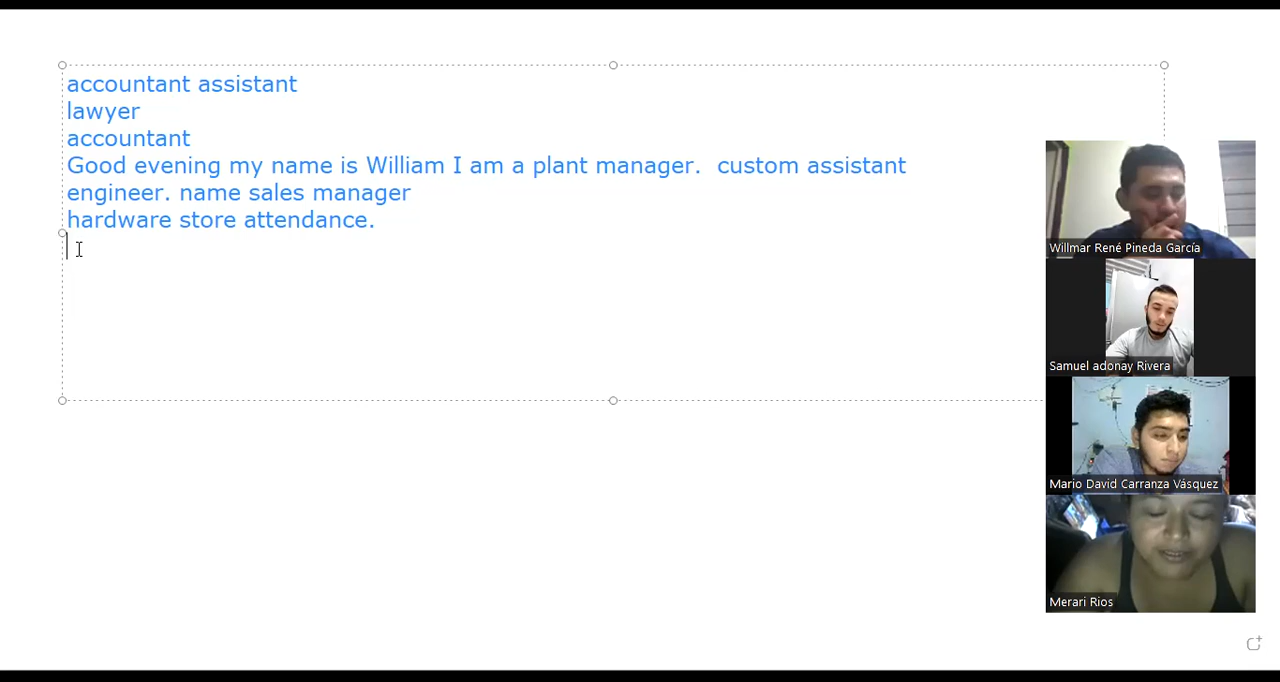 accountant assistant
lawyer
accountant
Good evening my name is William I am a plant manager.  custom assistant
engineer. name sales manager
hardware store attendance.
Willmar René Pineda García
Samuel adonay Rivera
Mario David Carranza Vásquez
Merari Rios